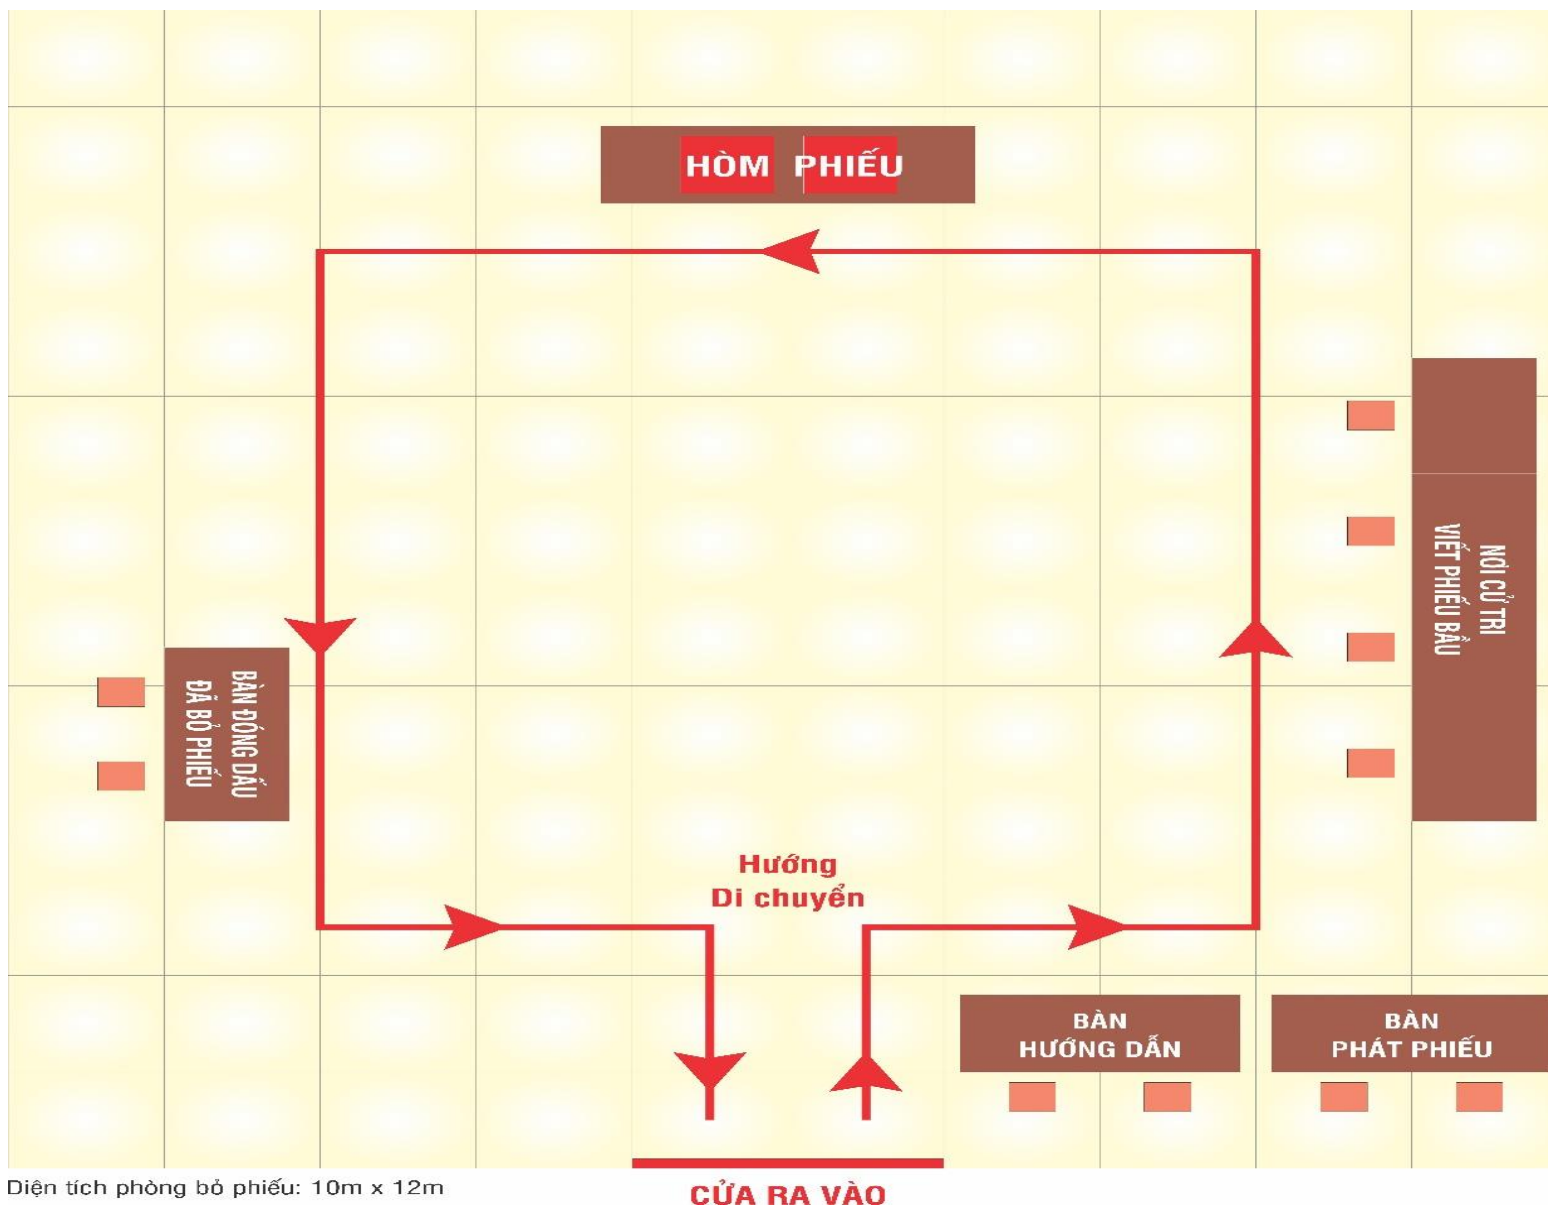 HÒM PHIẾU
NƠI CỬ TRI
VIẾT PHIẾU BẦU
BÀN ĐÓNG DẤU
ĐÃ BỎ PHIẾU
Hướng
Di chuyển
BÀN
HƯỚNG DẪN
BÀN
PHÁT PHIẾU
Diện tích phòng bỏ phiếu: 10m x 12m
CỬA RA VÀO